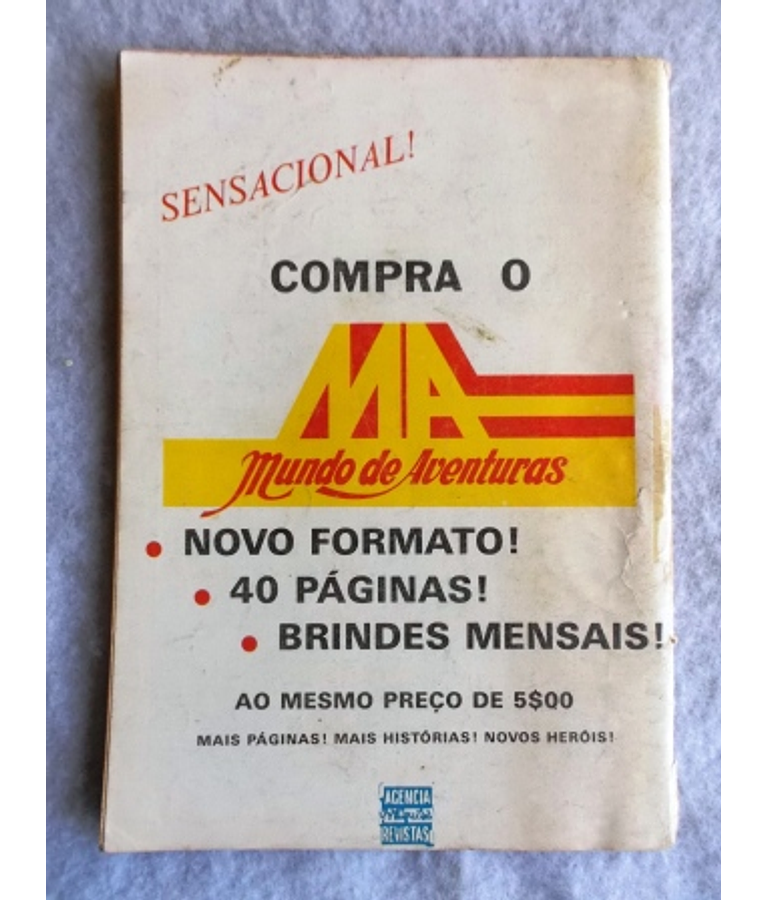 SENSACIONAL!
COMPRA O
MA
Mundo de Aventuras
• NOVO FORMATO!
• 40 PÁGINAS!
• BRINDES MENSAIS!
AO MESMO PREÇO DE 5$00
MAIS PÁGINAS! MAIS HISTÓRIAS! NOVOS HERÓIS!
AGENCIA
REVISTAS